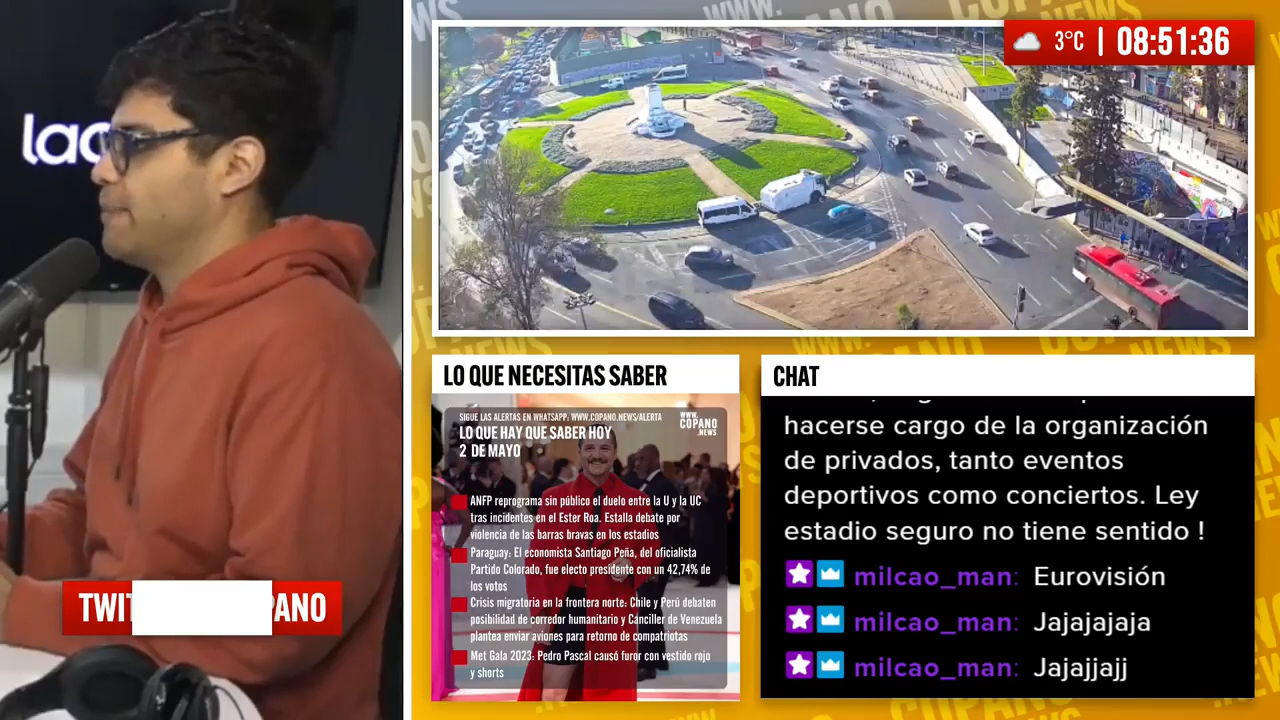 lac
3°C | 08:51:36
LO QUE NECESITAS SABER
SIGUE LAS ALERTAS EN WHATSAPP: WWW.COPANO.NEWS/ALERTA
LO QUE HAY QUE SABER HOY
2 DE MAYO
WWW.
COPANO
.NEWS
ANFP reprograma sin público el duelo entre la U y la UC
tras incidentes en el Ester Roa. Estalla debate por
violencia de las barras bravas en los estadios
Paraguay: El economista Santiago Peña, del oficialista
Partido Colorado, fue electo presidente con un 42,74% de
los votos
Crisis migratoria en la frontera norte: Chile y Perú debaten
posibilidad de corredor humanitario y Canciller de Venezuela
plantea enviar aviones para retorno de compatriotas
Met Gala 2023: Pedro Pascal causó furor con vestido rojo
y shorts
CHAT
hacerse cargo de la organización
de privados, tanto eventos
deportivos como conciertos. Ley
estadio seguro no tiene sentido !
milcao_man: Eurovisión
milcao_man: Jajajajaja
milcao_man: Jajajjajj
TWIT PANO